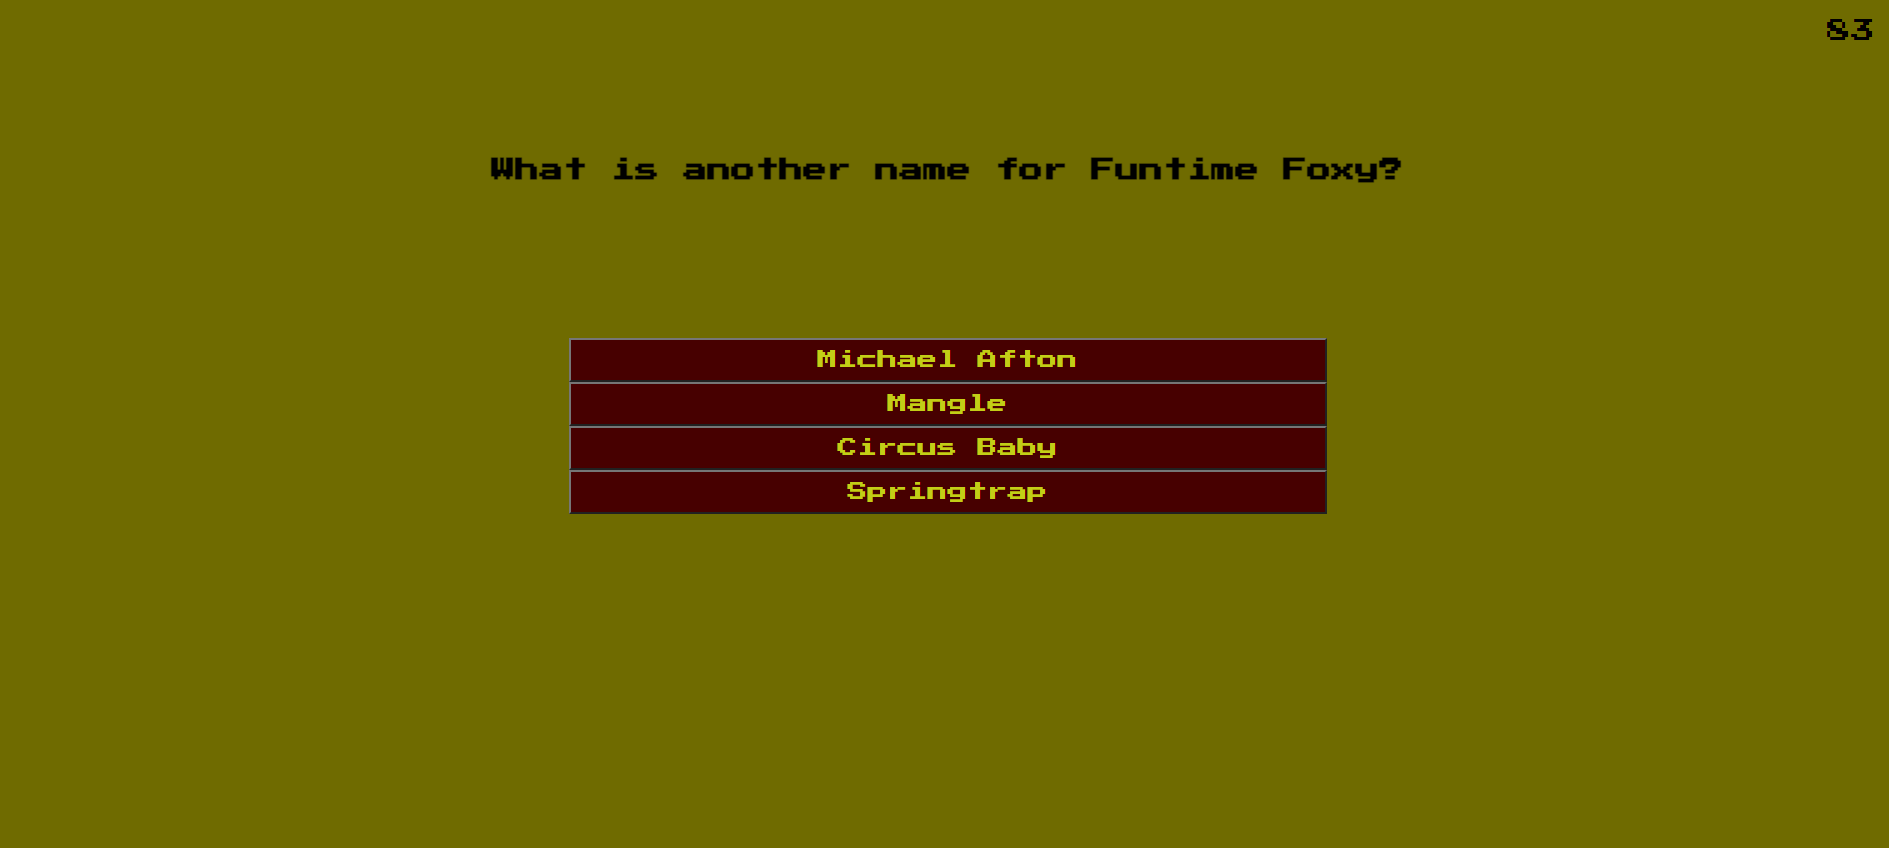 83
What is another name for Funtime Foxy?
Michael Afton
Mangle
Circus Baby
Springtrap